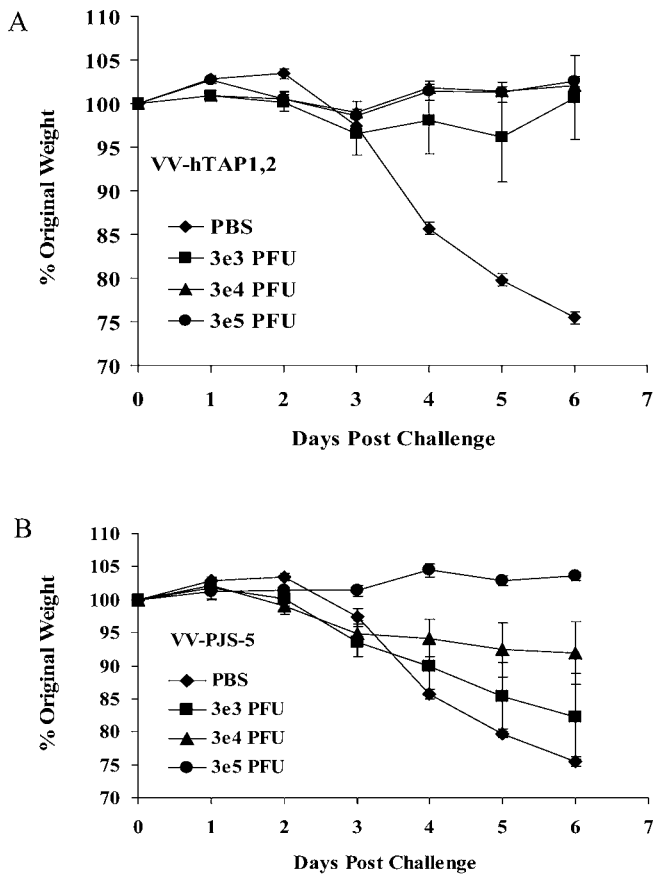 A
110
105
100
95
90
85
80
75
70
% Original Weight
VV-hTAP1,2
PBS
3e3 PFU
3e4 PFU
3e5 PFU
0 1 2 3 4 5 6 7
Days Post Challenge
B
110
105
100
95
90
85
80
75
70
% Original Weight
VV-PJS-5
PBS
3e3 PFU
3e4 PFU
3e5 PFU
0 1 2 3 4 5 6 7
Days Post Challenge